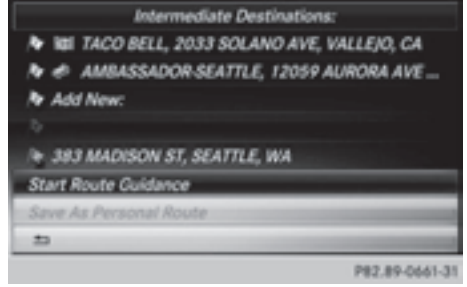 Intermediate Destinations:
TACO BELL, 2033 SOLANO AVE, VALLEJO, CA
AMBASSADOR-SEATTLE, 12059 AURORA AVE ...
Add New:
383 MADISON ST, SEATTLE, WA
Start Route Guidance
Save As Personal Route
P82.89-0661-31